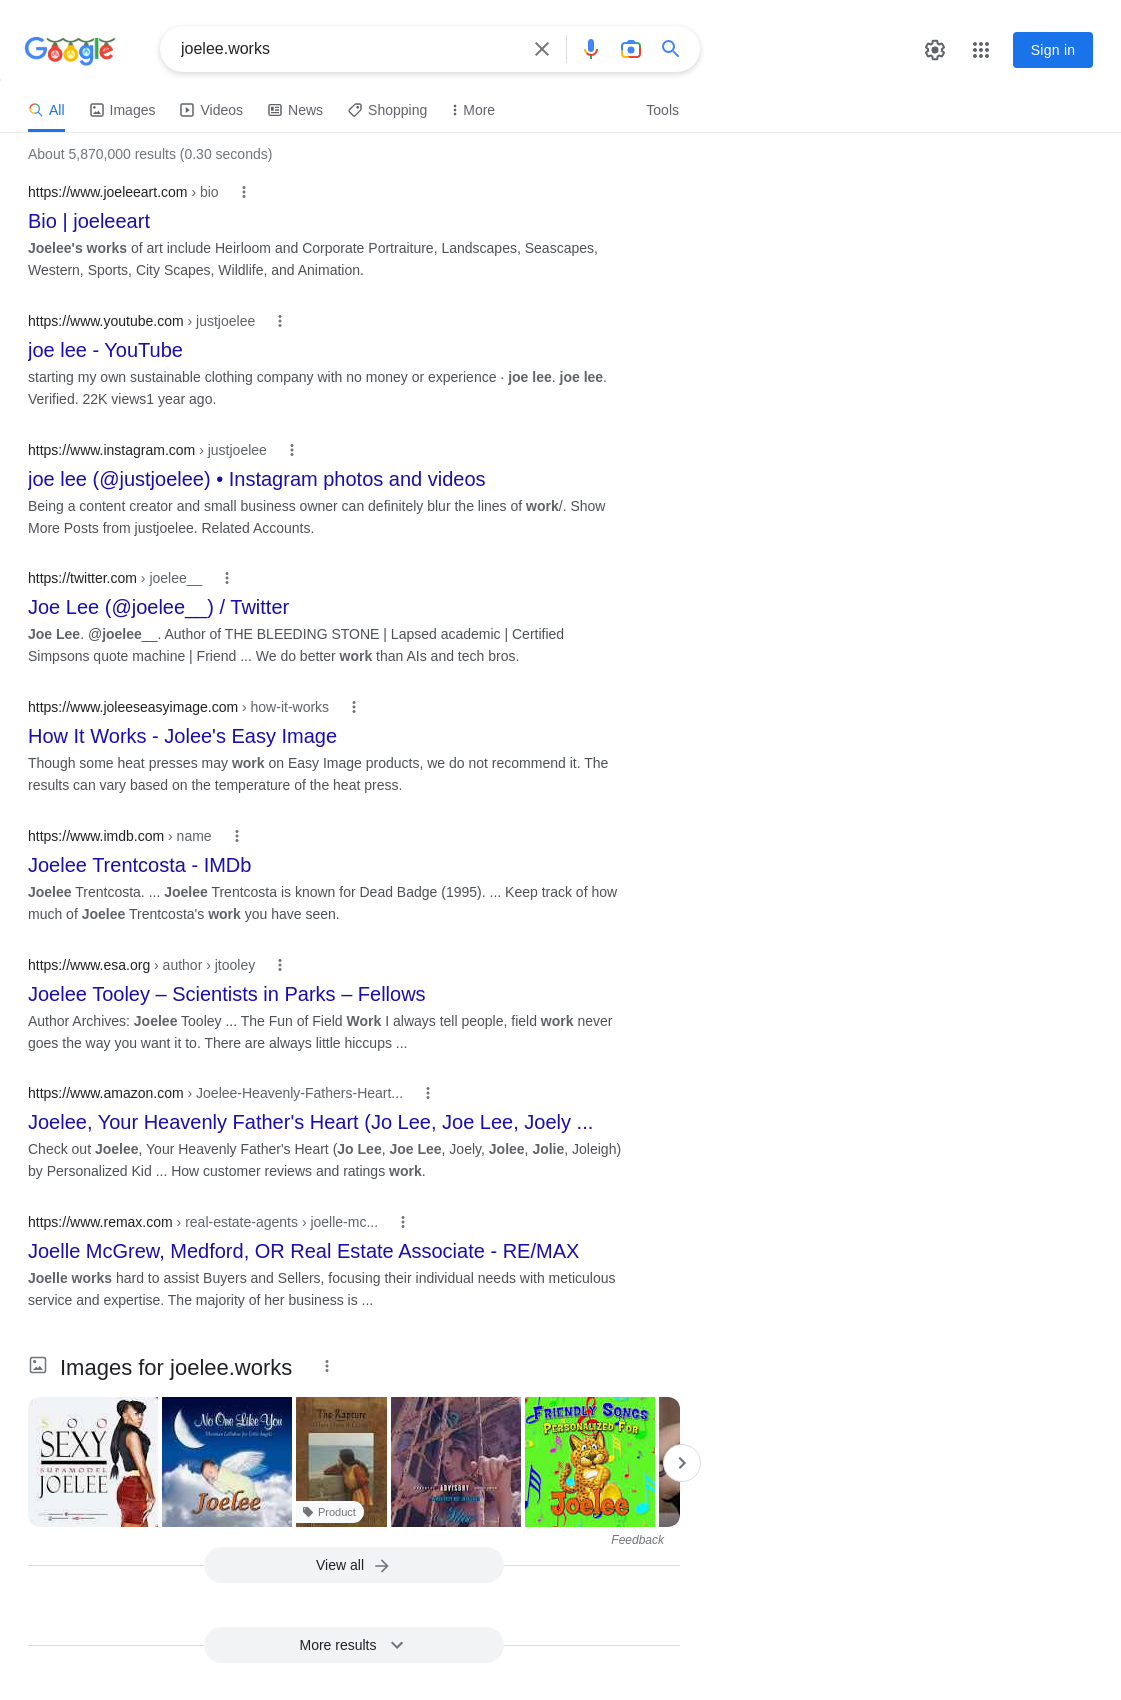 Google
joelee.works
Sign in
All
Images
Videos
News
Shopping
More
Tools
About 5,870,000 results (0.30 seconds)
https://www.joeleeart.com › bio
Bio | joeleeart
Joelee's works of art include Heirloom and Corporate Portraiture, Landscapes, Seascapes,
Western, Sports, City Scapes, Wildlife, and Animation.
https://www.youtube.com › justjoelee
joe lee - YouTube
starting my own sustainable clothing company with no money or experience · joe lee. joe lee.
Verified. 22K views1 year ago.
https://www.instagram.com › justjoelee
joe lee (@justjoelee) • Instagram photos and videos
Being a content creator and small business owner can definitely blur the lines of work/. Show
More Posts from justjoelee. Related Accounts.
https://twitter.com › joelee__
Joe Lee (@joelee__) / Twitter
Joe Lee. @joelee__. Author of THE BLEEDING STONE | Lapsed academic | Certified
Simpsons quote machine | Friend ... We do better work than AIs and tech bros.
https://www.joleeseasyimage.com › how-it-works
How It Works - Jolee's Easy Image
Though some heat presses may work on Easy Image products, we do not recommend it. The
results can vary based on the temperature of the heat press.
https://www.imdb.com › name
Joelee Trentcosta - IMDb
Joelee Trentcosta. ... Joelee Trentcosta is known for Dead Badge (1995). ... Keep track of how
much of Joelee Trentcosta's work you have seen.
https://www.esa.org › author › jtooley
Joelee Tooley – Scientists in Parks – Fellows
Author Archives: Joelee Tooley ... The Fun of Field Work I always tell people, field work never
goes the way you want it to. There are always little hiccups ...
https://www.amazon.com › Joelee-Heavenly-Fathers-Heart...
Joelee, Your Heavenly Father's Heart (Jo Lee, Joe Lee, Joely ...
Check out Joelee, Your Heavenly Father's Heart (Jo Lee, Joe Lee, Joely, Jolee, Jolie, Joleigh)
by Personalized Kid ... How customer reviews and ratings work.
https://www.remax.com › real-estate-agents › joelle-mc...
Joelle McGrew, Medford, OR Real Estate Associate - RE/MAX
Joelle works hard to assist Buyers and Sellers, focusing their individual needs with meticulous
service and expertise. The majority of her business is ...
Images for joelee.works
SOO
SEXY
SUPAMODEL
JOELEE
No One Like You
Joelee
The Rapture
Product
ADVISORY
FRIENDLY SONGS
PERSONALIZED FOR
Joelee
Feedback
View all
More results